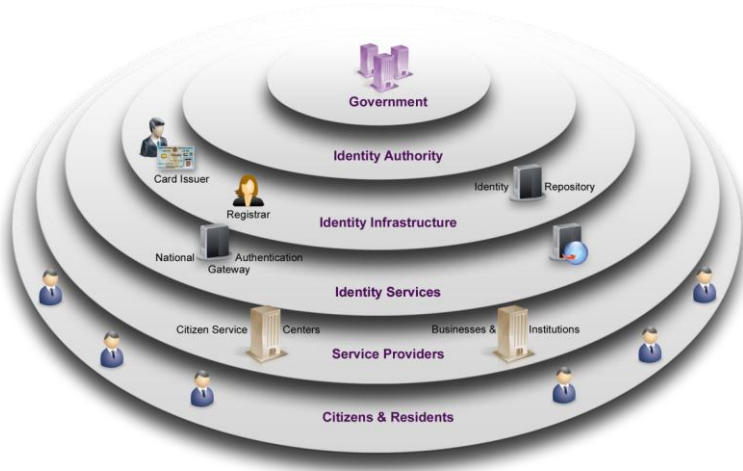 Government
Identity Authority
Card Issuer
Identity Repository
Registrar
Identity Infrastructure
National Authentication
Gateway
Identity Services
Citizen Service Centers
Businesses & Institutions
Service Providers
Citizens & Residents